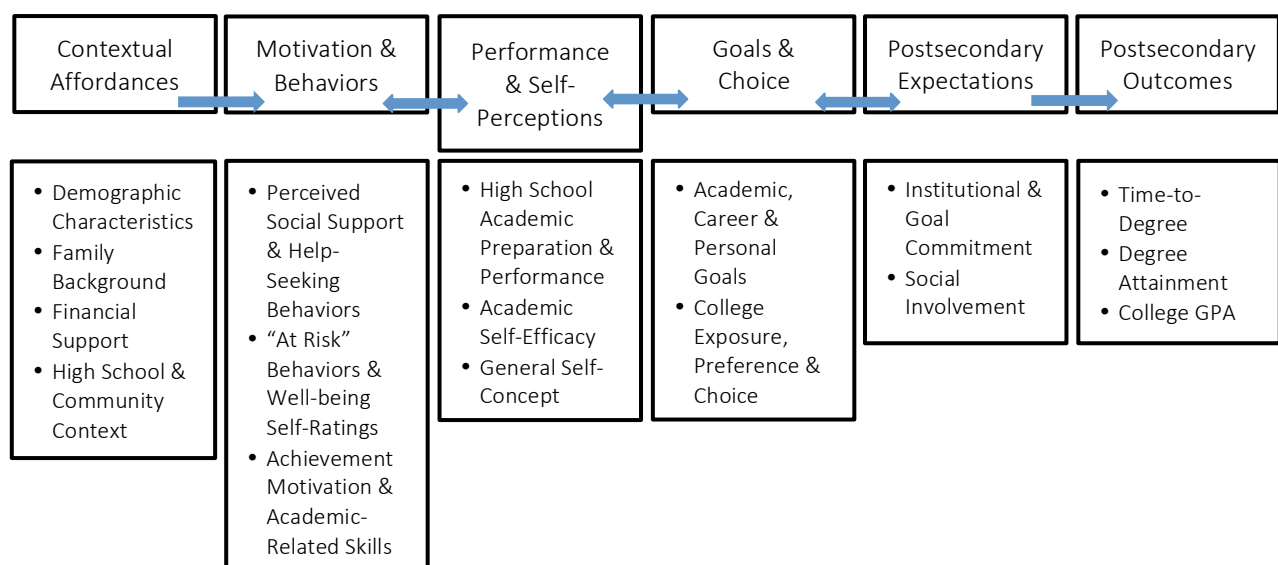 Contextual
Affordances
Motivation &
Behaviors
Performance
& Self-
Perceptions
Goals &
Choice
Postsecondary
Expectations
Postsecondary
Outcomes
• Demographic
Characteristics
• Family
Background
• Financial
Support
• High School &
Community
Context
• Perceived
Social Support
& Help-
Seeking
Behaviors
• “At Risk”
Behaviors &
Well-being
Self-Ratings
• Achievement
Motivation &
Academic-
Related Skills
• High School
Academic
Preparation &
Performance
• Academic
Self-Efficacy
• General Self-
Concept
• Academic,
Career &
Personal
Goals
• College
Exposure,
Preference &
Choice
• Institutional &
Goal
Commitment
• Social
Involvement
• Time-to-
Degree
• Degree
Attainment
• College GPA